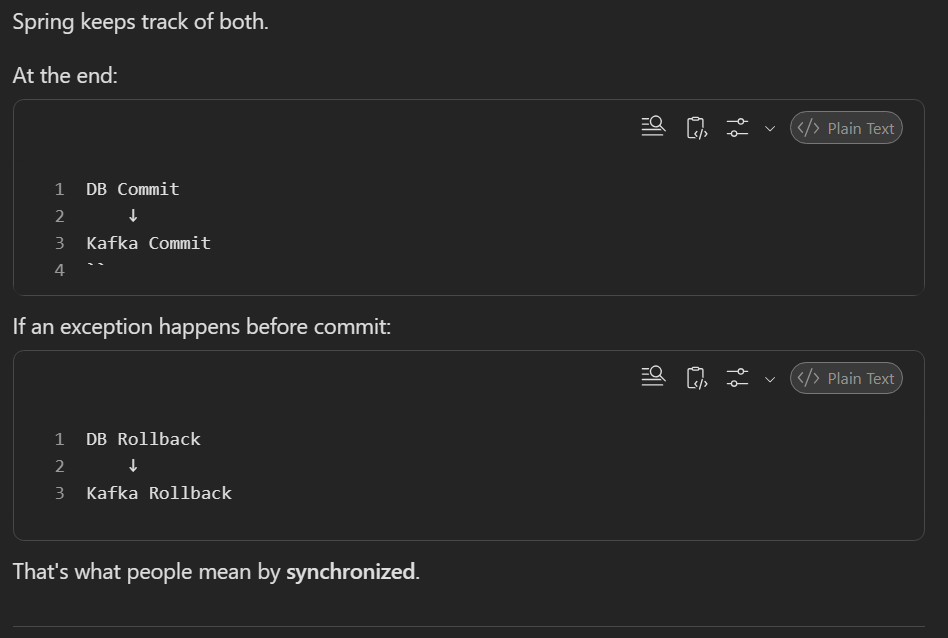 Spring keeps track of both.
At the end:
</> Plain Text
1 DB Commit
2 ↓
3 Kafka Commit
4 ``
If an exception happens before commit:
</> Plain Text
1 DB Rollback
2 ↓
3 Kafka Rollback
That's what people mean by synchronized.